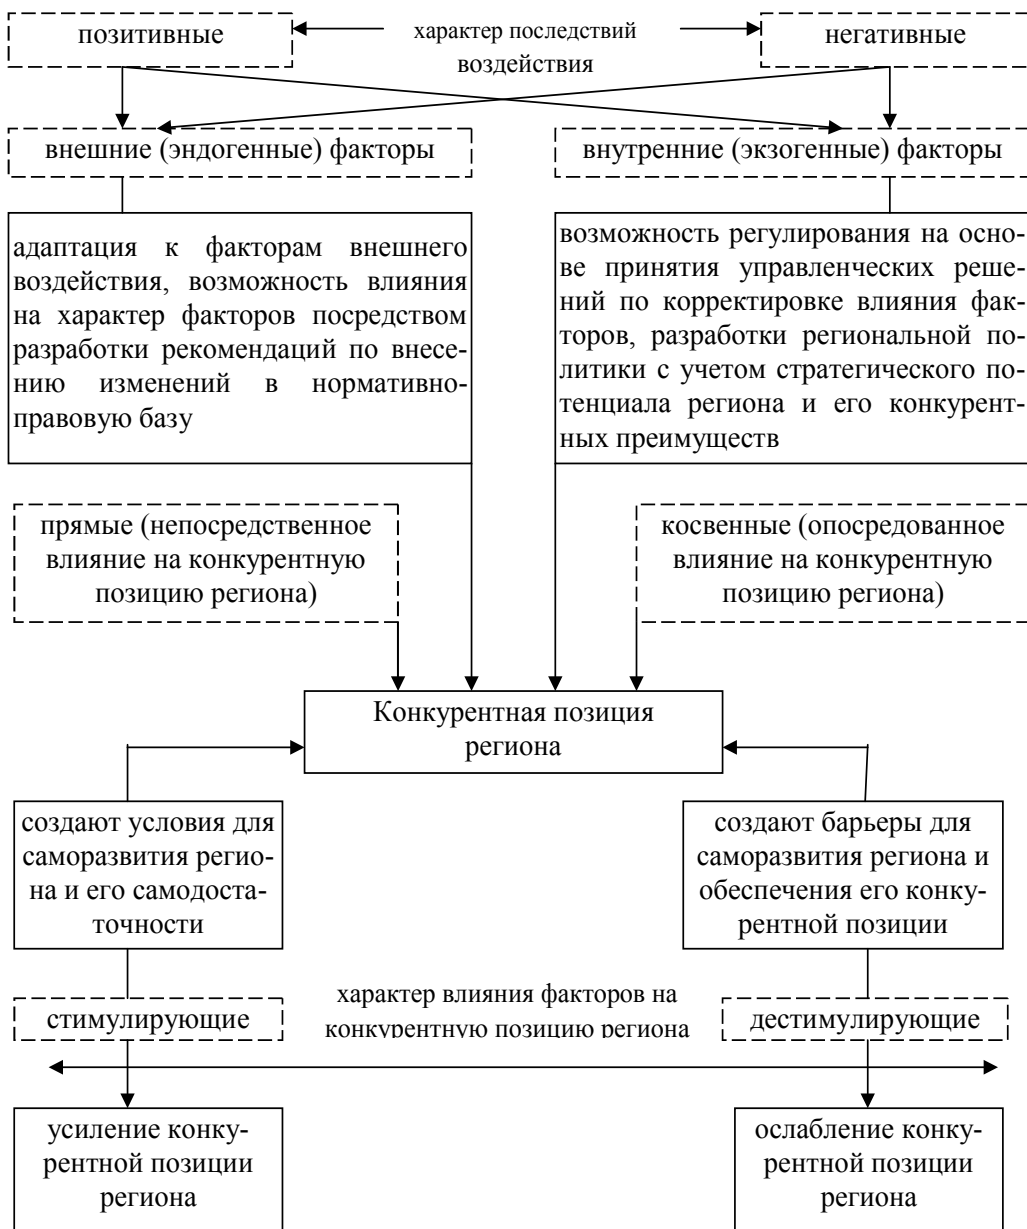 позитивные
характер последствий
воздействия
негативные
внешние (эндогенные) факторы
внутренние (экзогенные) факторы
адаптация к факторам внешнего
воздействия, возможность влияния
на характер факторов посредством
разработки рекомендаций по внесе-
нию изменений в нормативно-
правовую базу
возможность регулирования на осно-
ве принятия управленческих реше-
ний по корректировке влияния фак-
торов, разработки региональной по-
литики с учетом стратегического по-
тенциала региона и его конкурент-
ных преимуществ
прямые (непосредственное
влияние на конкурентную
позицию региона)
косвенные (опосредованное
влияние на конкурентную
позицию региона)
Конкурентная позиция
региона
создают условия для
саморазвития регио-
на и его самодоста-
точности
создают барьеры для
саморазвития региона и
обеспечения его конку-
рентной позиции
стимулирующие
характер влияния факторов на
конкурентную позицию региона
дестимулирующие
усиление конку-
рентной позиции
региона
ослабление конку-
рентной позиции
региона